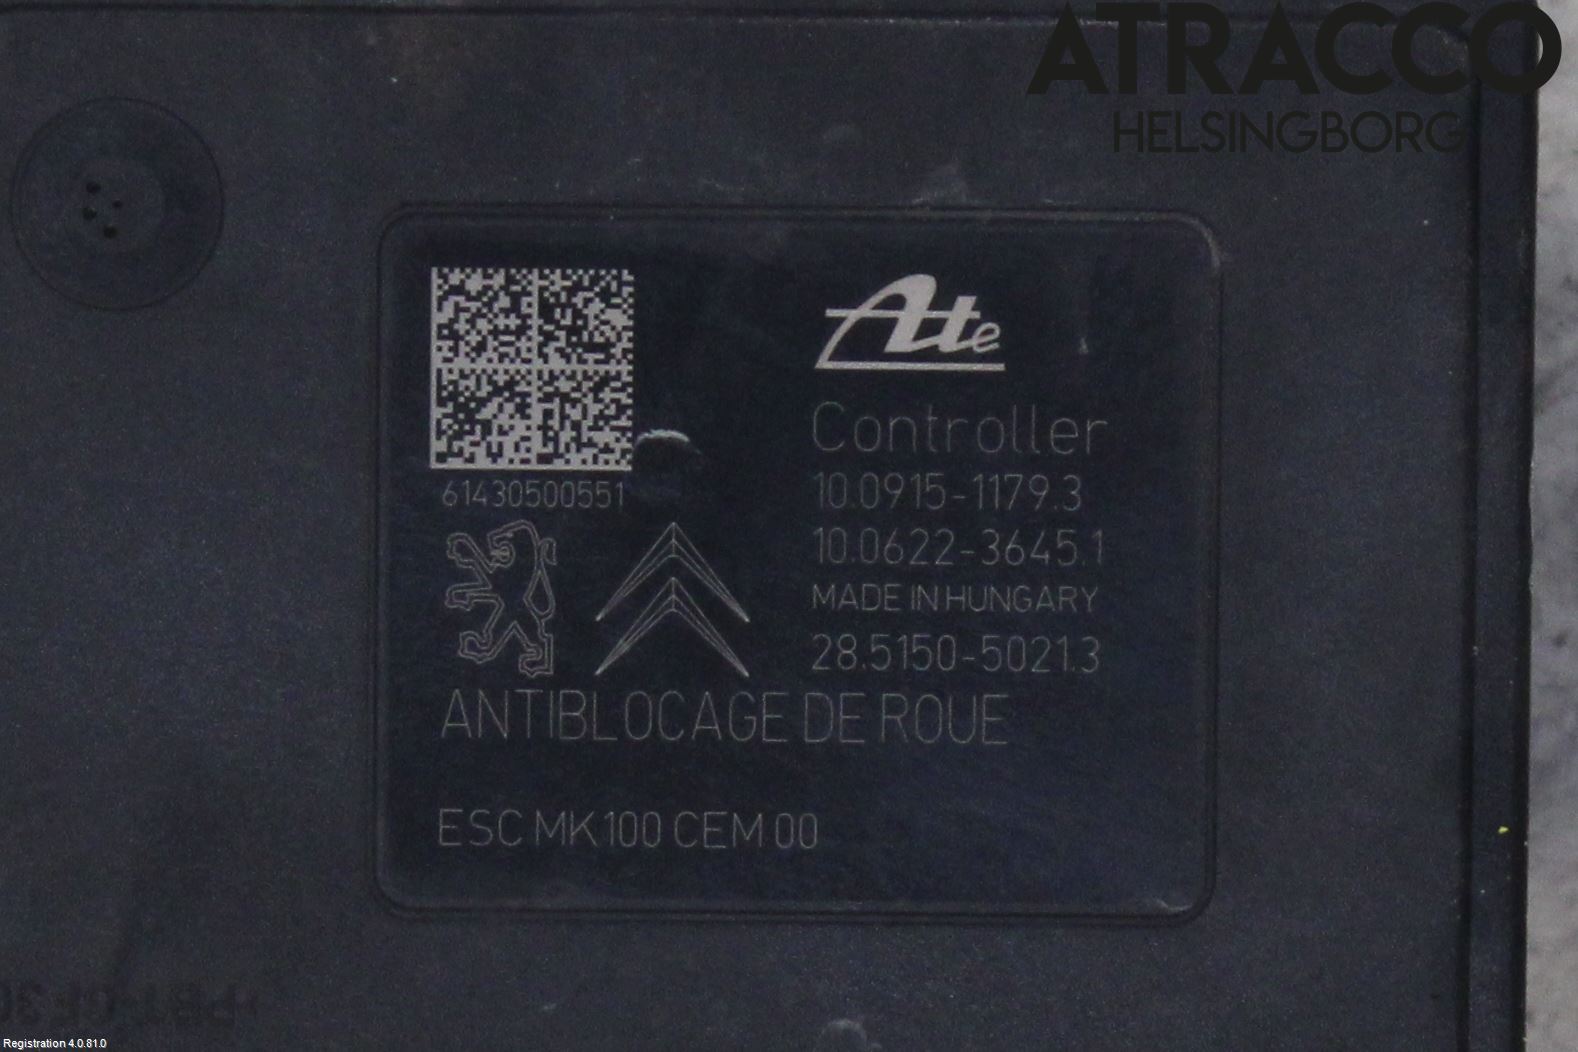 ATRACCO
HELSINGBORG
Ate
Controller
10.0915-1179.3
10.0622-3645.1
MADE IN HUNGARY
28.5150-5021.3
61430500551
ANTIBLOCAGE DE ROUE
ESC MK100 CEM 00
Registration 4.0.81.0